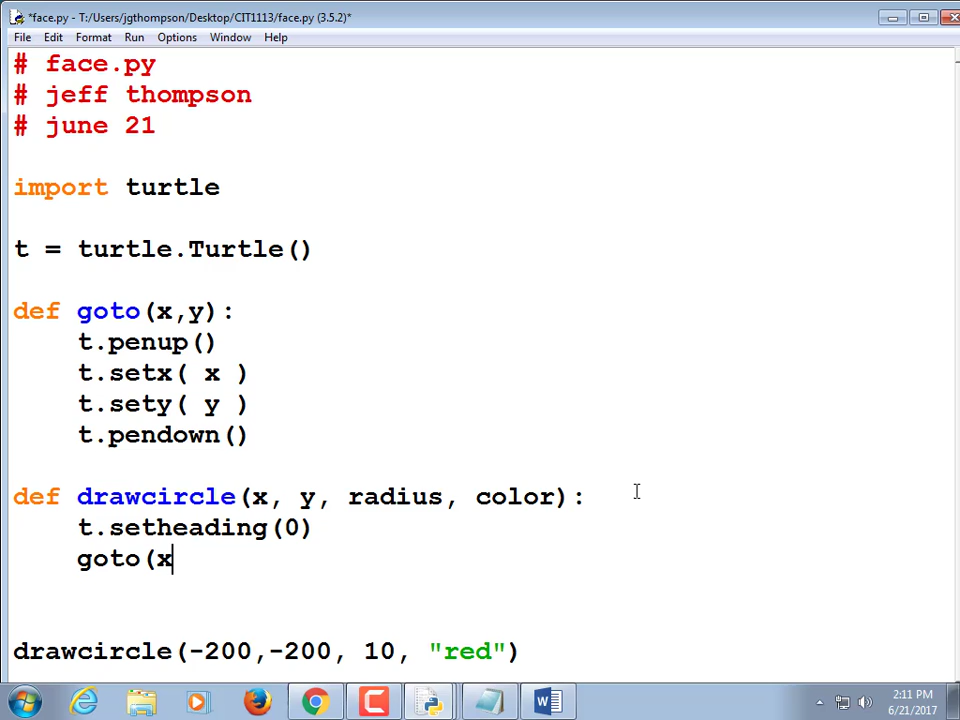 *face.py - T:/Users/jgthompson/Desktop/CIT1113/face.py (3.5.2)*
File Edit Format Run Options Window Help
# face.py
# jeff thompson
# june 21
import turtle
t = turtle.Turtle()
def goto(x,y):
    t.penup()
    t.setx( x )
    t.sety( y )
    t.pendown()
def drawcircle(x, y, radius, color):
    t.setheading(0)
    goto(x
drawcircle(-200,-200, 10, "red")
2:11 PM
6/21/2017